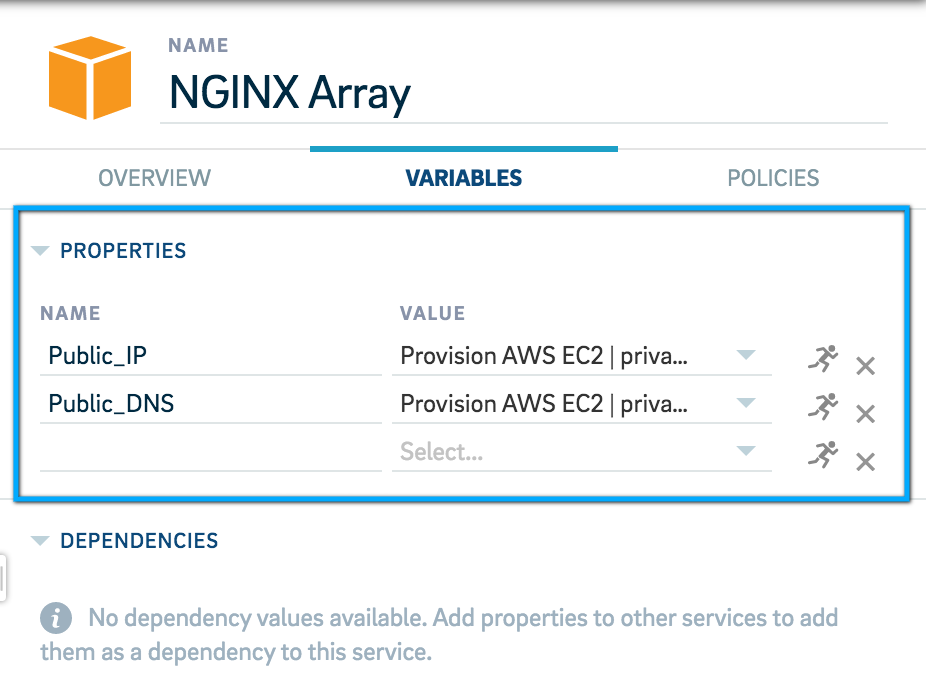 NAME
NGINX Array
OVERVIEW VARIABLES POLICIES
PROPERTIES
NAME VALUE
Public_IP Provision AWS EC2 | priva...
Public_DNS Provision AWS EC2 | priva...
Select...
DEPENDENCIES
No dependency values available. Add properties to other services to add
them as a dependency to this service.